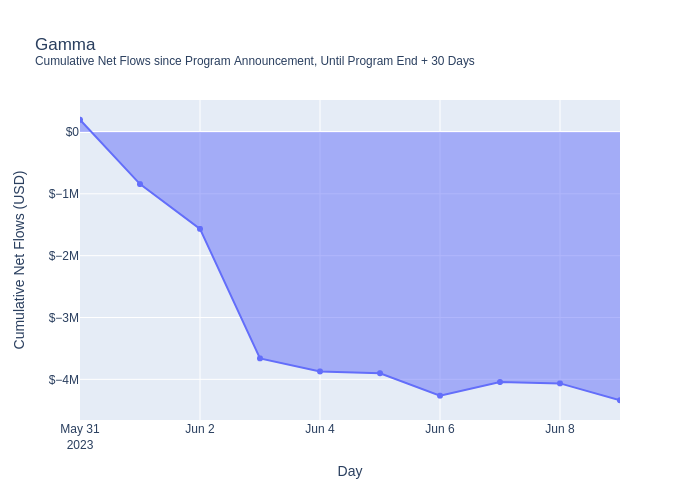 Gamma
Cumulative Net Flows since Program Announcement, Until Program End + 30 Days
Cumulative Net Flows (USD)
$0
$−1M
$−2M
$−3M
$−4M
May 31
2023
Jun 2
Jun 4
Jun 6
Jun 8
Day